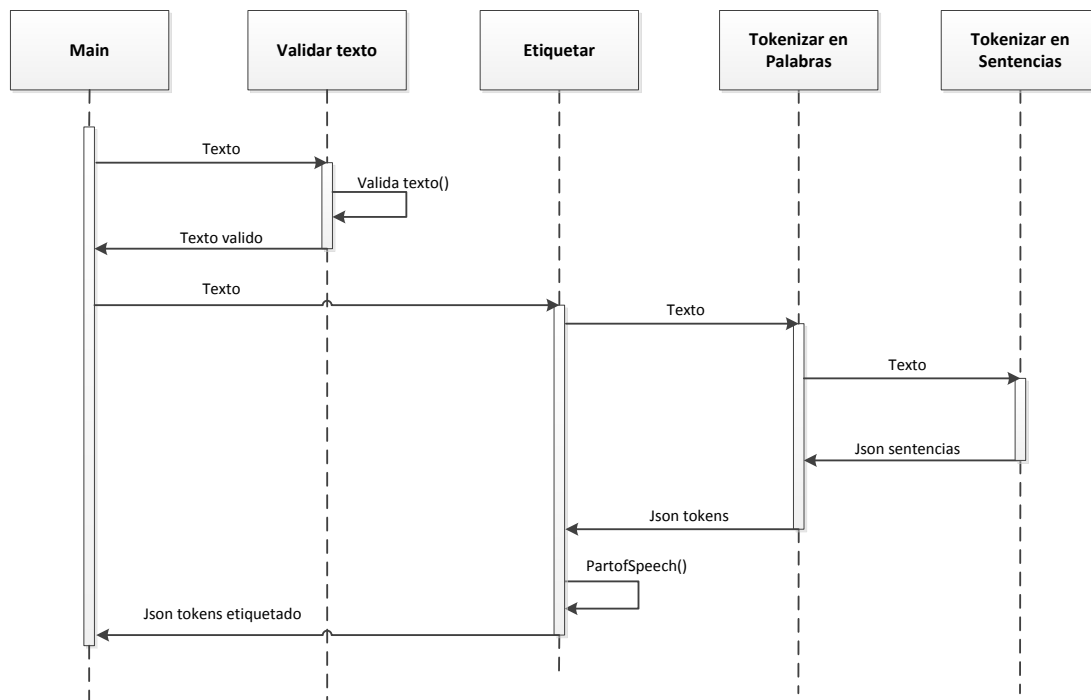 Main
Validar texto
Etiquetar
Tokenizar en
Palabras
Tokenizar en
Sentencias
Texto
Valida texto()
Texto valido
Texto
Texto
Texto
Json sentencias
Json tokens
PartofSpeech()
Json tokens etiquetado